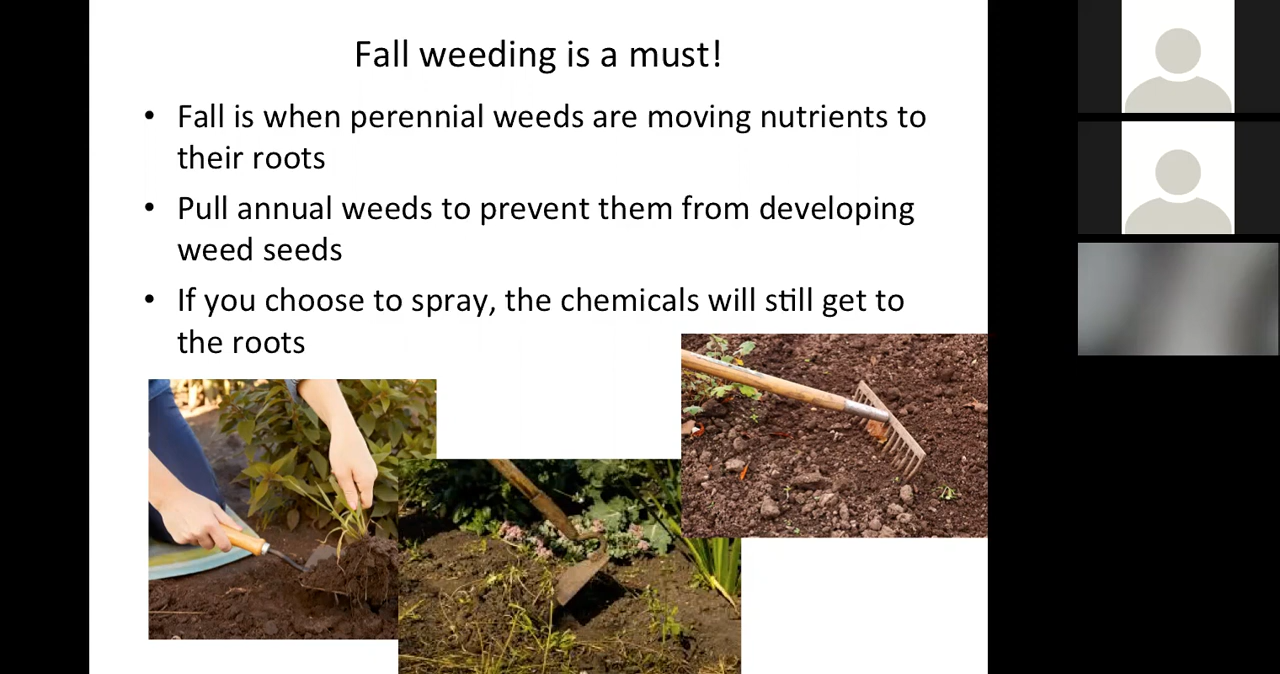 Fall weeding is a must!
• Fall is when perennial weeds are moving nutrients to
their roots
• Pull annual weeds to prevent them from developing
weed seeds
• If you choose to spray, the chemicals will still get to
the roots